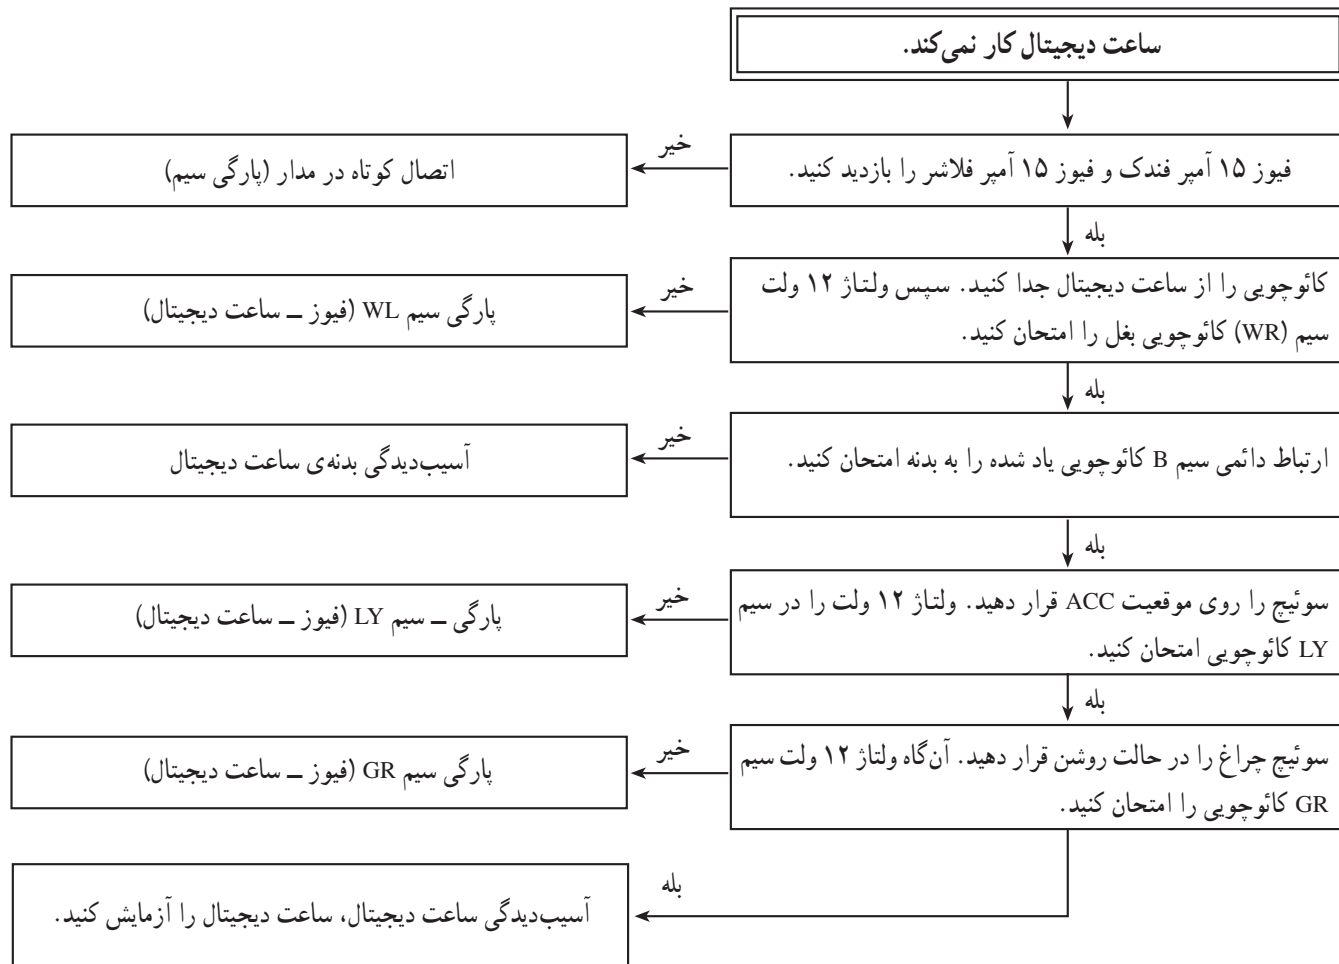 ساعت دیجیتال کار نمی‌کند.
فیوز ۱۵ آمپر فندک و فیوز ۱۵ آمپر فلاشر را بازدید کنید.
خیر
اتصال کوتاه در مدار (پارگی سیم)
بله
کائوچویی را از ساعت دیجیتال جدا کنید. سپس ولتاژ ۱۲ ولت
سیم (WR) کائوچویی بغل را امتحان کنید.
خیر
پارگی سیم WL (فیوز ــ ساعت دیجیتال)
بله
ارتباط دائمی سیم B کائوچویی یاد شده را به بدنه امتحان کنید.
خیر
آسیب‌دیدگی بدنه‌ی ساعت دیجیتال
بله
سوئیچ را روی موقعیت ACC قرار دهید. ولتاژ ۱۲ ولت را در سیم
LY کائوچویی امتحان کنید.
خیر
پارگی ــ سیم LY (فیوز ــ ساعت دیجیتال)
بله
سوئیچ چراغ را در حالت روشن قرار دهید. آن‌گاه ولتاژ ۱۲ ولت سیم
GR کائوچویی را امتحان کنید.
خیر
پارگی سیم GR (فیوز ــ ساعت دیجیتال)
بله
آسیب‌دیدگی ساعت دیجیتال، ساعت دیجیتال را آزمایش کنید.